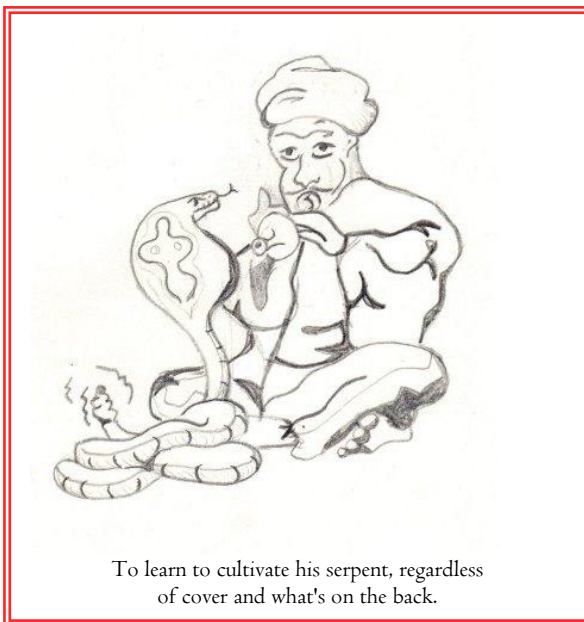 To learn to cultivate his serpent, regardless
of cover and what's on the back.